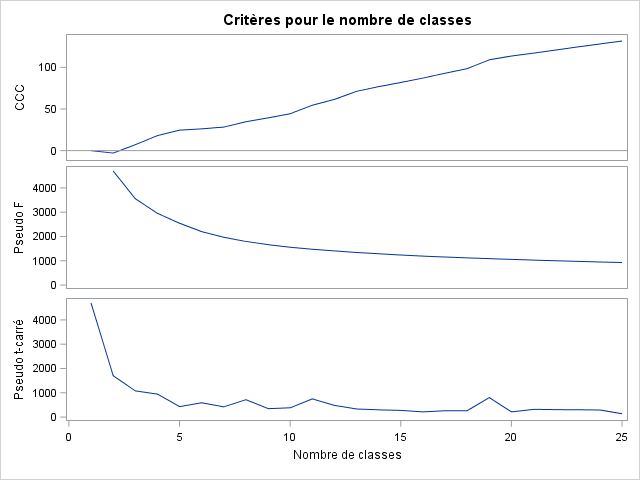 Critères pour le nombre de classes
CCC
100
50
0
Pseudo F
4000
3000
2000
1000
0
Pseudo t-carré
4000
3000
2000
1000
0
0 5 10 15 20 25
Nombre de classes